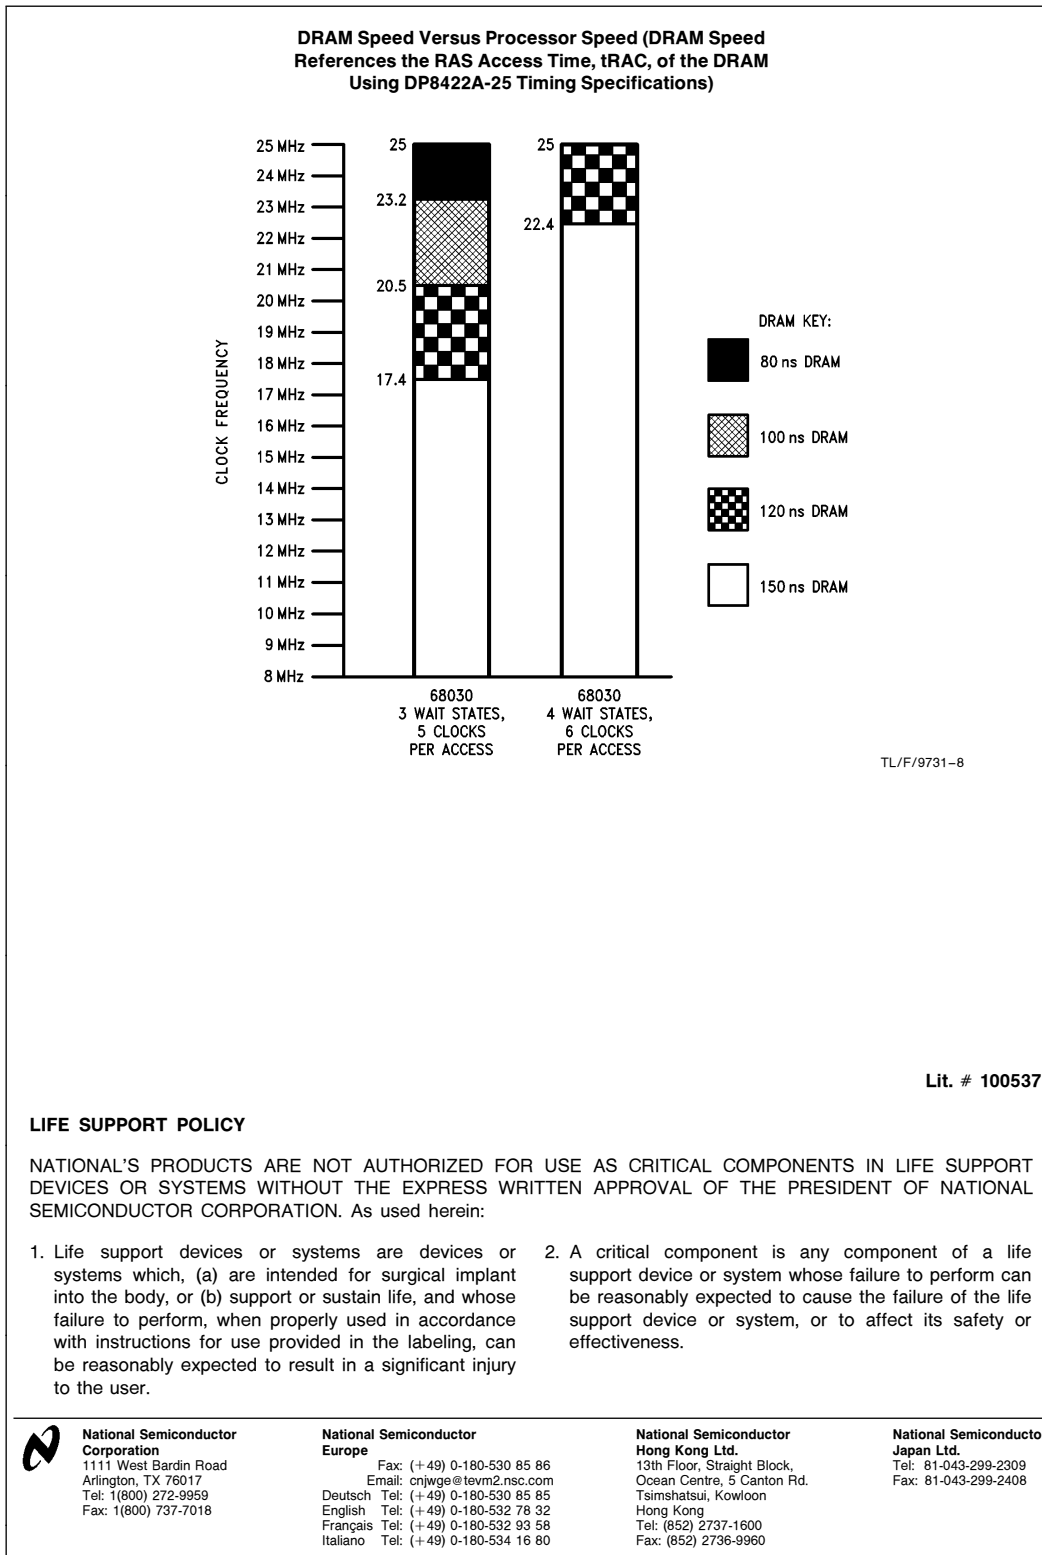 DRAM Speed Versus Processor Speed (DRAM Speed
References the RAS Access Time, tRAC, of the DRAM
Using DP8422A-25 Timing Specifications)
CLOCK FREQUENCY
25 MHz
24 MHz
23 MHz
22 MHz
21 MHz
20 MHz
19 MHz
18 MHz
17 MHz
16 MHz
15 MHz
14 MHz
13 MHz
12 MHz
11 MHz
10 MHz
9 MHz
8 MHz
25
23.2
20.5
17.4
25
22.4
68030
3 WAIT STATES,
5 CLOCKS
PER ACCESS
68030
4 WAIT STATES,
6 CLOCKS
PER ACCESS
DRAM KEY:
80 ns DRAM
100 ns DRAM
120 ns DRAM
150 ns DRAM
TL/F/9731–8
Lit. # 100537
LIFE SUPPORT POLICY
NATIONAL'S PRODUCTS ARE NOT AUTHORIZED FOR USE AS CRITICAL COMPONENTS IN LIFE SUPPORT
DEVICES OR SYSTEMS WITHOUT THE EXPRESS WRITTEN APPROVAL OF THE PRESIDENT OF NATIONAL
SEMICONDUCTOR CORPORATION. As used herein:
1. Life support devices or systems are devices or
systems which, (a) are intended for surgical implant
into the body, or (b) support or sustain life, and whose
failure to perform, when properly used in accordance
with instructions for use provided in the labeling, can
be reasonably expected to result in a significant injury
to the user.
2. A critical component is any component of a life
support device or system whose failure to perform can
be reasonably expected to cause the failure of the life
support device or system, or to affect its safety or
effectiveness.
National Semiconductor
Corporation
1111 West Bardin Road
Arlington, TX 76017
Tel: 1(800) 272-9959
Fax: 1(800) 737-7018
National Semiconductor
Europe
Fax: (+49) 0-180-530 85 86
Email: cnjwge@tevm2.nsc.com
Deutsch Tel: (+49) 0-180-530 85 85
English Tel: (+49) 0-180-532 78 32
Français Tel: (+49) 0-180-532 93 58
Italiano Tel: (+49) 0-180-534 16 80
National Semiconductor
Hong Kong Ltd.
13th Floor, Straight Block,
Ocean Centre, 5 Canton Rd.
Tsimshatsui, Kowloon
Hong Kong
Tel: (852) 2737-1600
Fax: (852) 2736-9960
National Semiconducto
Japan Ltd.
Tel: 81-043-299-2309
Fax: 81-043-299-2408